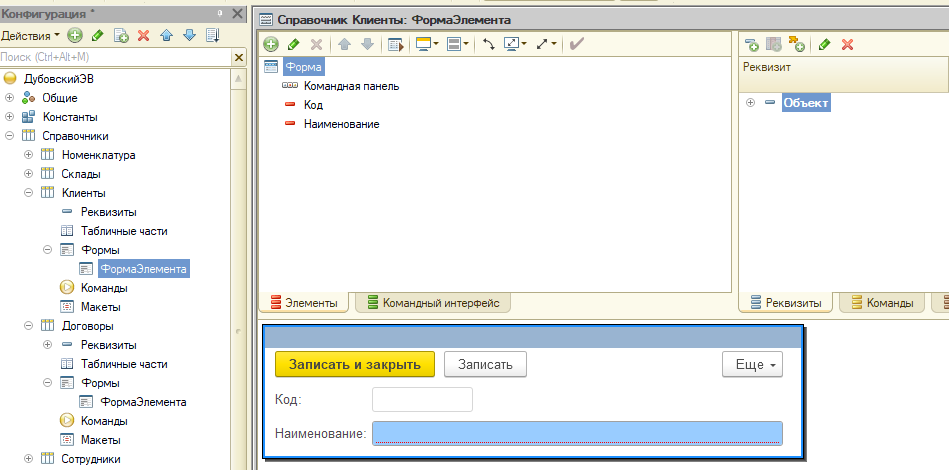 Конфигурация *
Действия
Поиск (Ctrl+Alt+M)
ДубовскийЭВ
Общие
Константы
Справочники
Номенклатура
Склады
Клиенты
Реквизиты
Табличные части
Формы
ФормаЭлемента
Команды
Макеты
Договоры
Реквизиты
Табличные части
Формы
ФормаЭлемента
Команды
Макеты
Сотрудники
Справочник Клиенты: ФормаЭлемента
Форма
Командная панель
Код
Наименование
Элементы
Командный интерфейс
Реквизит
Объект
Реквизиты
Команды
Записать и закрыть
Записать
Еще
Код:
Наименование: